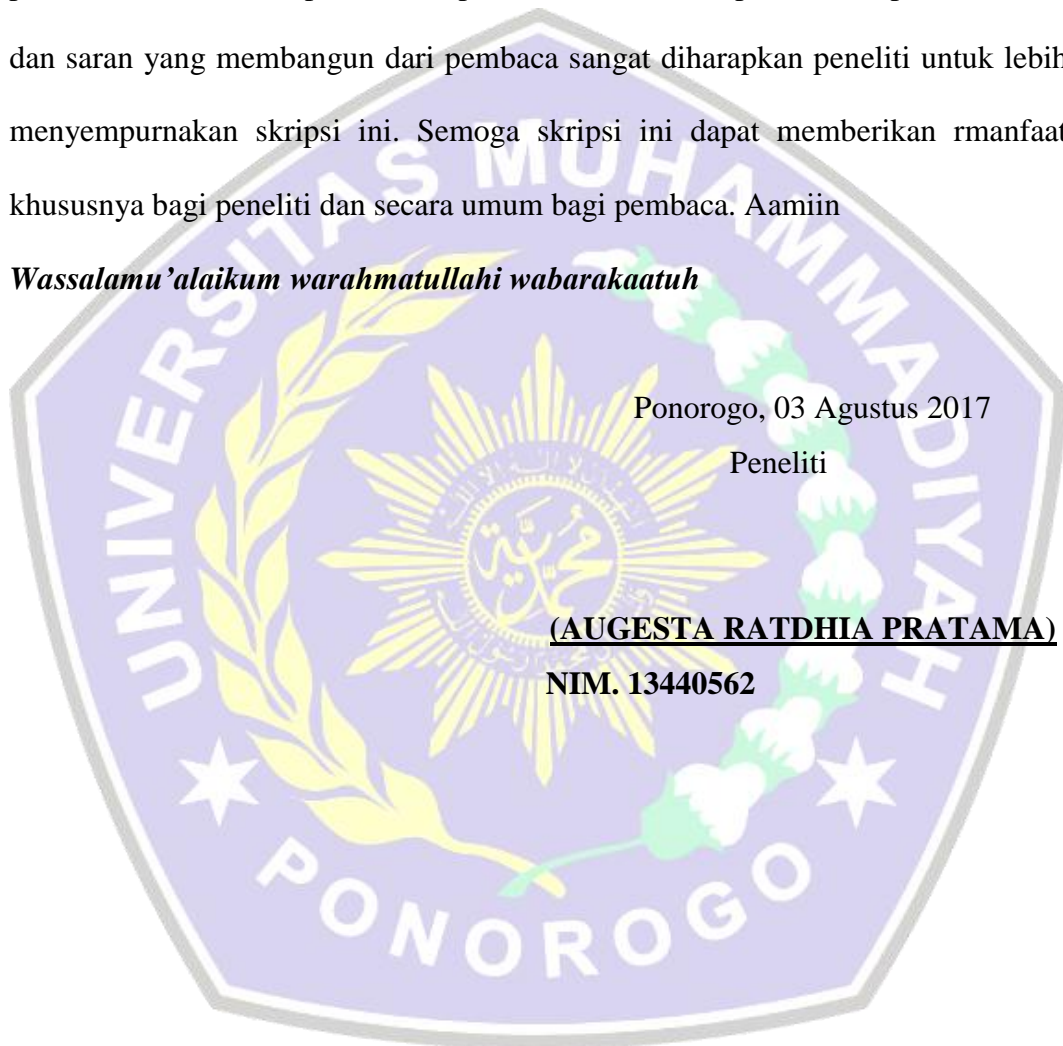 dan saran yang membangun dari pembaca sangat diharapkan peneliti untuk lebih
menyempurnakan skripsi ini. Semoga skripsi ini dapat memberikan rmanfaat
khususnya bagi peneliti dan secara umum bagi pembaca. Aamiin
Wassalamu’alaikum warahmatullahi wabarakaatuh
Ponorogo, 03 Agustus 2017
Peneliti
(AUGESTA RATDHIA PRATAMA)
NIM. 13440562
UNIVERSITAS MUHAMMADIYAH
PONOROGO
محمدية